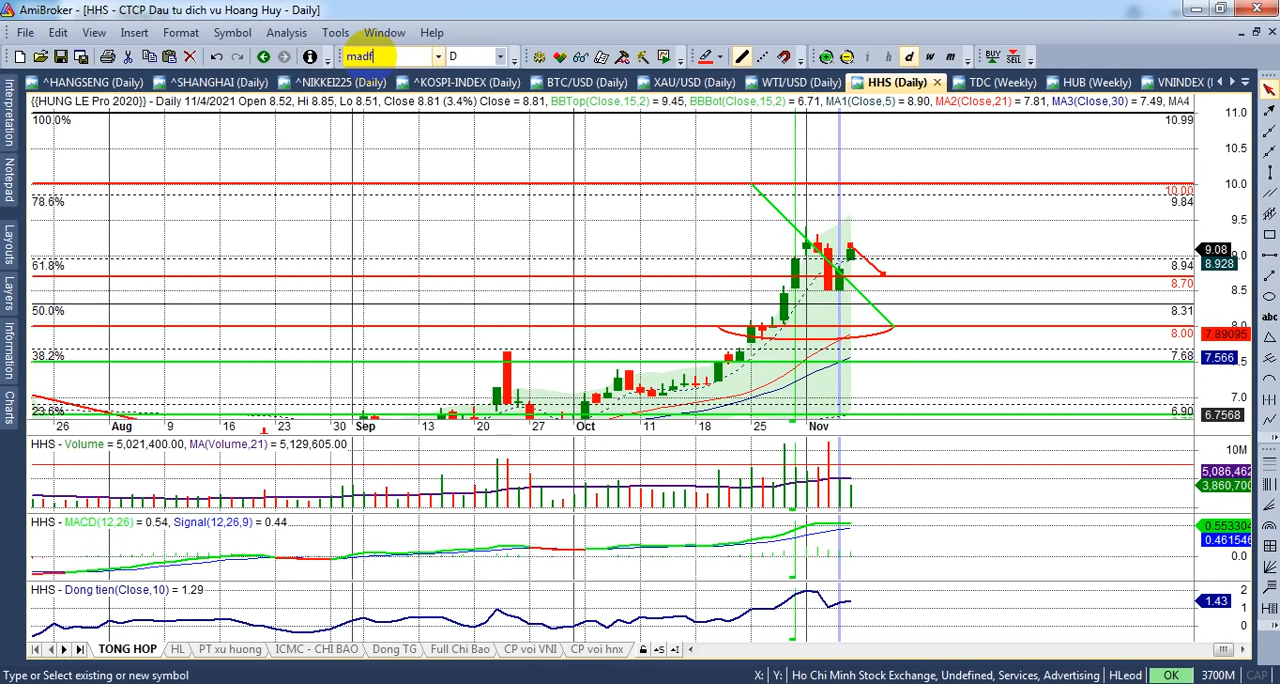 AmiBroker - [HHS - CTCP Dau tu dich vu Hoang Huy - Daily]
File Edit View Insert Format Symbol Analysis Tools Window Help
madf D i d w m BUY SELL
^HANGSENG (Daily) ^SHANGHAI (Daily) ^NIKKEI225 (Daily) ^KOSPI-INDEX (Daily) BTC/USD (Daily) XAU/USD (Daily) WTI/USD (Daily) HHS (Daily) TDC (Weekly) HUB (Weekly) VNINDEX (
{{HUNG LE Pro 2020}} - Daily 11/4/2021 Open 8.52, Hi 8.85, Lo 8.51, Close 8.81 (3.4%) Close = 8.81, BBTop(Close,15,2) = 9.45, BBBot(Close,15,2) = 6.71, MA1(Close,5) = 8.90, MA2(Close,21) = 7.81, MA3(Close,30) = 7.49, MA4
Interpretation
Notepad
Layouts
Layers
Information
Charts
100.0% 10.99 11.0
10.5
10.00 10.0
78.6% 9.84
9.5
9.08
61.8% 8.94 8.928
8.70
8.5
50.0% 8.31
8.00 7.89095
38.2% 7.68 7.566
7.0
23.6% 6.90 6.7568
26 Aug 9 16 23 30 Sep 13 20 27 Oct 11 18 25 Nov
HHS - Volume = 5,021,400.00, MA(Volume,21) = 5,129,605.00
10M
5,086,462
3,860,700
HHS - MACD(12,26) = 0.54, Signal(12,26,9) = 0.44
0.553304
0.461546
0.0
HHS - Dong tien(Close,10) = 1.29
2
1.43
1
0
TONG HOP HL PT xu huong ICMC - CHI BAO Dong TG Full Chi Bao CP voi VNI CP voi hnx
Type or Select existing or new symbol X: Y: Ho Chi Minh Stock Exchange, Undefined, Services, Advertising HLeod OK 3700M CAP
abc